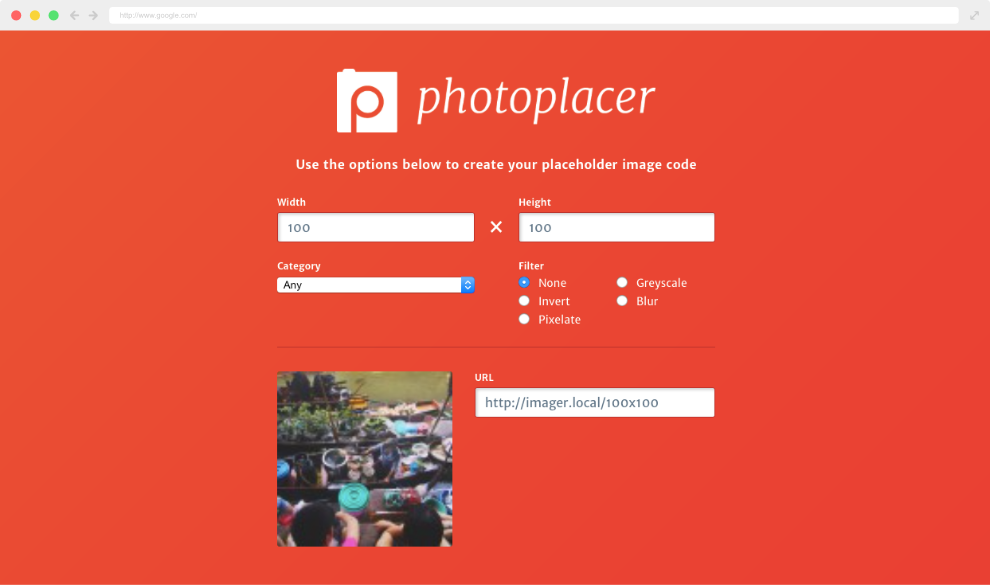 http://www.google.com/
photoplacer
Use the options below to create your placeholder image code
Width
Height
100
×
100
Category
Filter
Any
None
Greyscale
Invert
Blur
Pixelate
URL
http://imager.local/100x100